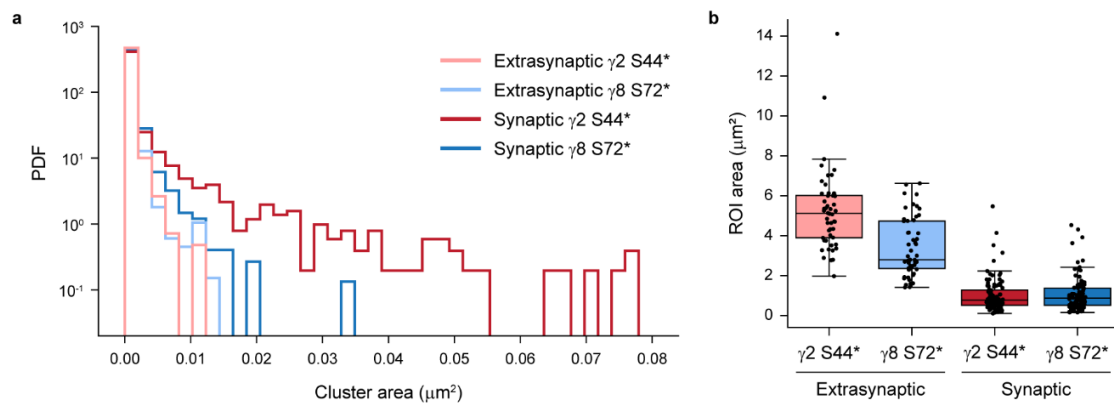 a
PDF
10³
10²
10¹
10⁰
10⁻¹
0.00 0.01 0.02 0.03 0.04 0.05 0.06 0.07 0.08
Cluster area (μm²)
Extrasynaptic γ2 S44*
Extrasynaptic γ8 S72*
Synaptic γ2 S44*
Synaptic γ8 S72*
b
ROI area (μm²)
14
12
10
8
6
4
2
0
γ2 S44* γ8 S72* γ2 S44* γ8 S72*
Extrasynaptic Synaptic